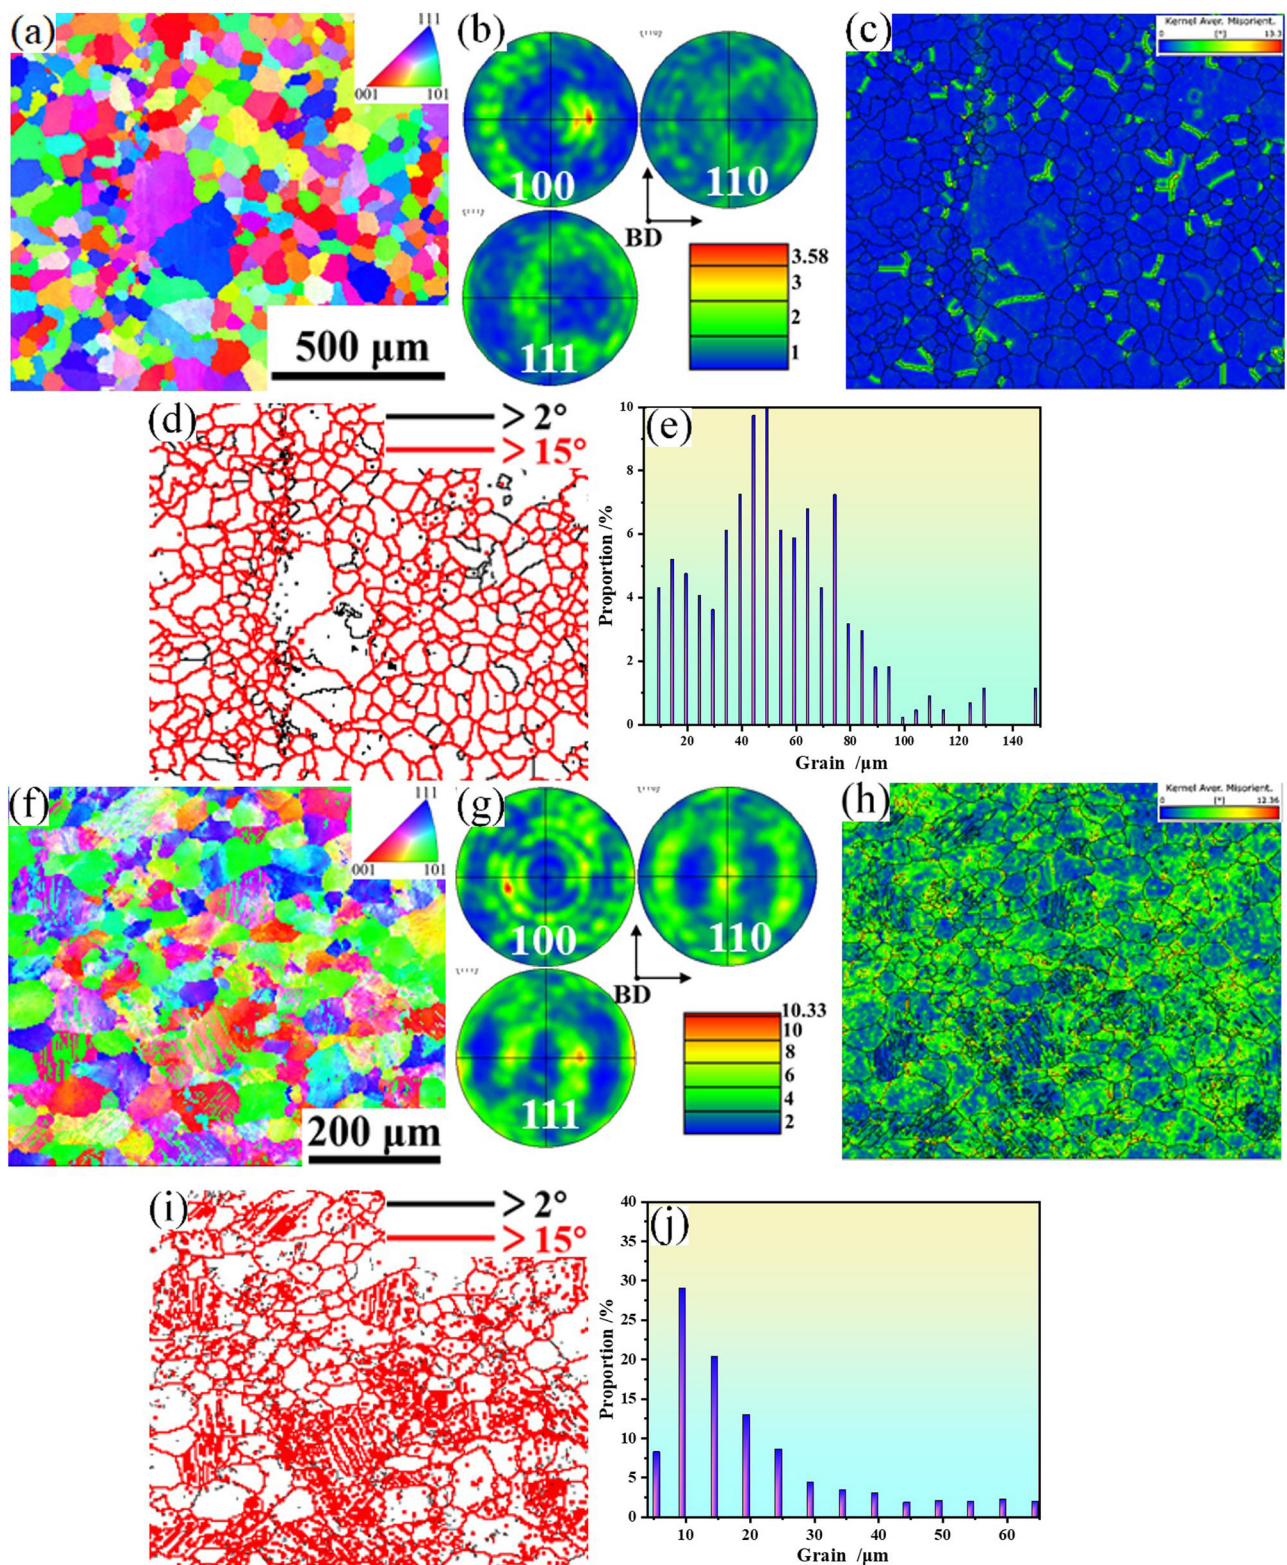 (a)
111
001 101
500 μm
(b)
100
{110}
110
BD
{111}
111
3.58
3
2
1
(c)
Kernel Aver. Misorient.
0 [°] 13.3
(d)
> 2°
> 15°
(e)
Proportion /%
10
8
6
4
2
0
20 40 60 80 100 120 140
Grain /μm
(f)
111
001 101
200 μm
(g)
100
110
BD
111
10.33
10
8
6
4
2
(h)
Kernel Aver. Misorient.
0 [°] 12.36
(i)
> 2°
> 15°
(j)
Proportion /%
40
35
30
25
20
15
10
5
0
10 20 30 40 50 60
Grain /μm